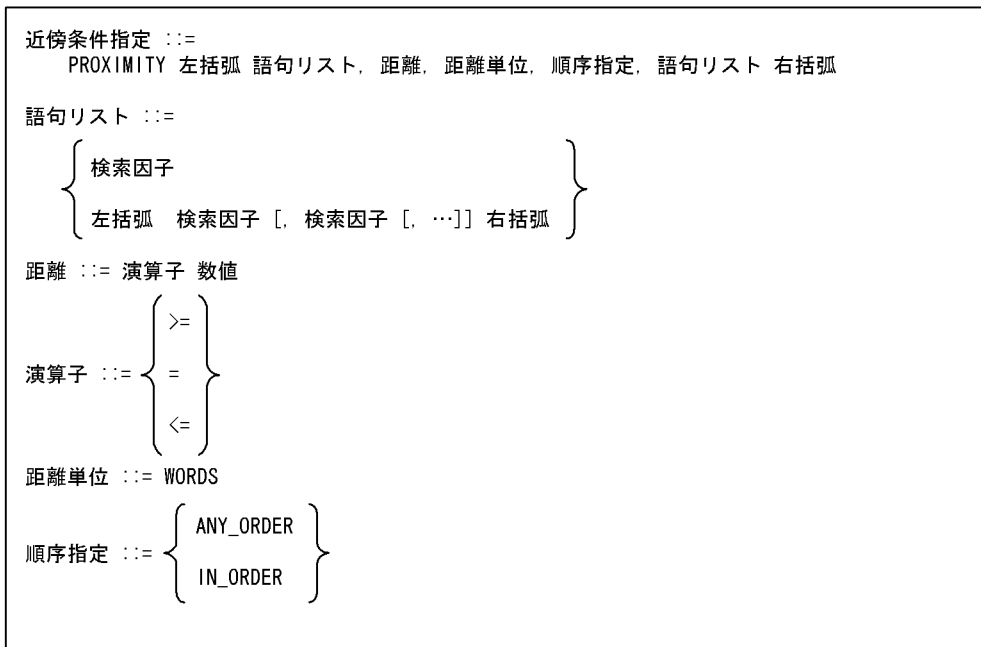 近傍条件指定 ::=
PROXIMITY 左括弧 語句リスト, 距離, 距離単位, 順序指定, 語句リスト 右括弧
語句リスト ::=
検索因子
左括弧 検索因子 [, 検索因子 [, …]] 右括弧
距離 ::= 演算子 数値
>=
演算子 ::= =
<=
距離単位 ::= WORDS
ANY_ORDER
順序指定 ::=
IN_ORDER